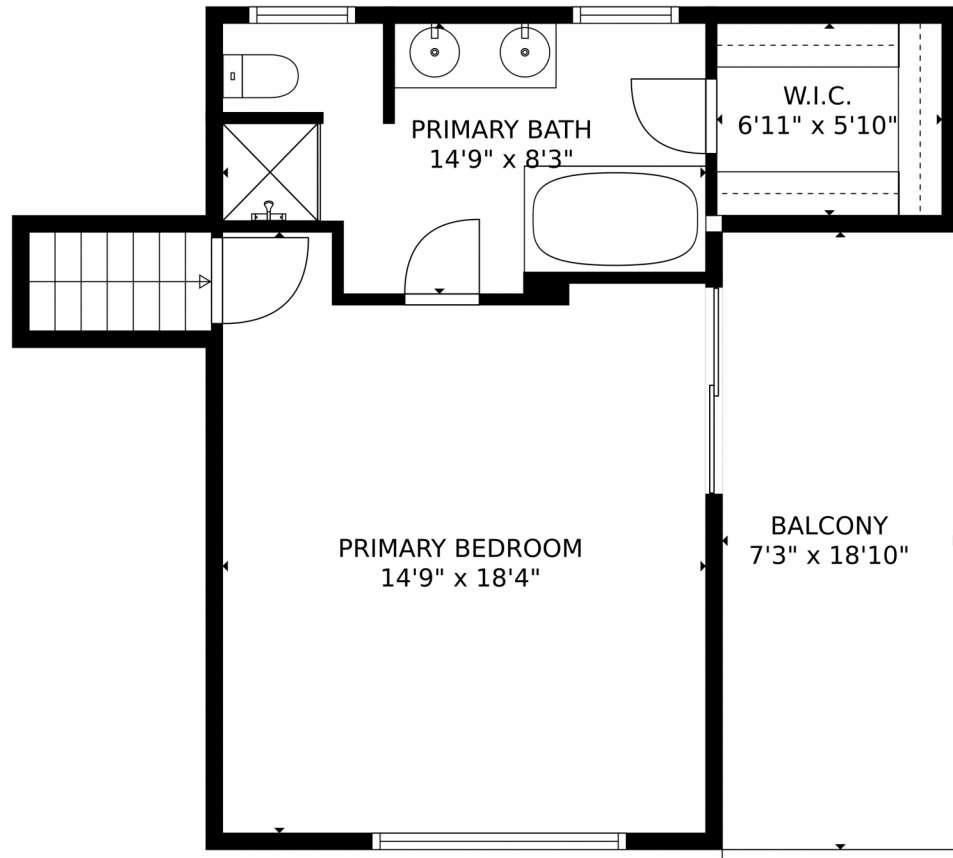 PRIMARY BATH
14'9" x 8'3"
W.I.C.
6'11" x 5'10"
PRIMARY BEDROOM
14'9" x 18'4"
BALCONY
7'3" x 18'10"